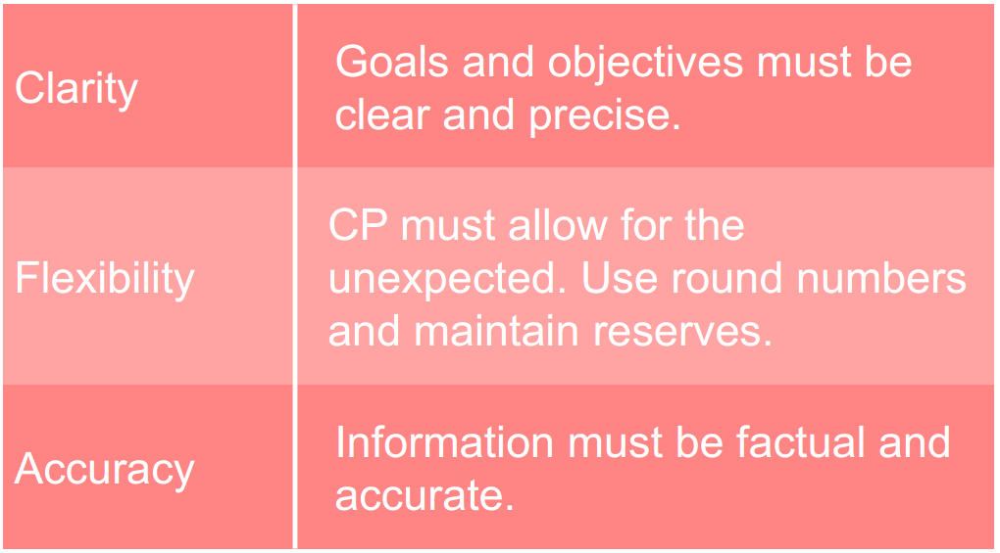 Clarity
Goals and objectives must be
clear and precise.
Flexibility
CP must allow for the
unexpected. Use round numbers
and maintain reserves.
Accuracy
Information must be factual and
accurate.